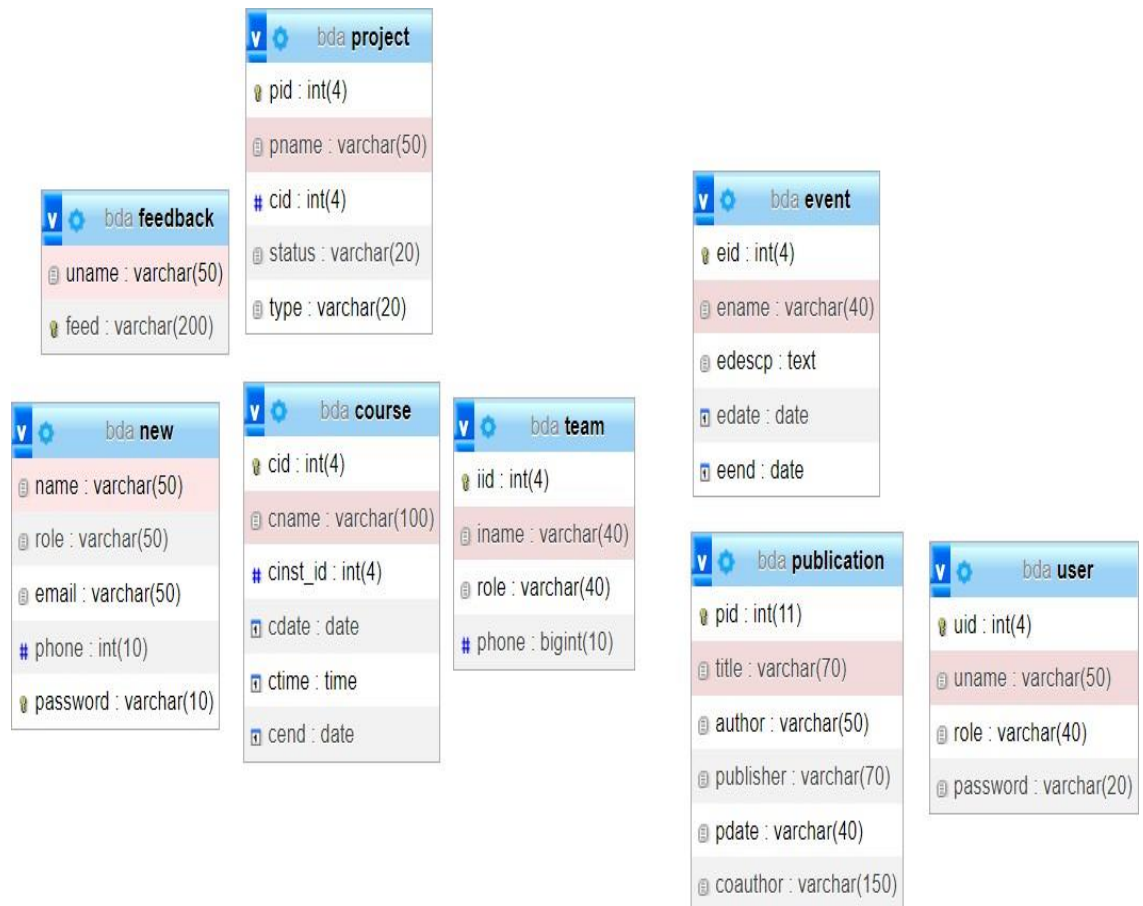 bda project
pid : int(4)
pname : varchar(50)
cid : int(4)
status : varchar(20)
type : varchar(20)
bda feedback
uname : varchar(50)
feed : varchar(200)
bda event
eid : int(4)
ename : varchar(40)
edescp : text
edate : date
eend : date
bda new
name : varchar(50)
role : varchar(50)
email : varchar(50)
# phone : int(10)
password : varchar(10)
bda course
cid : int(4)
cname : varchar(100)
# cinst_id : int(4)
cdate : date
ctime : time
cend : date
bda team
iid : int(4)
iname : varchar(40)
role : varchar(40)
# phone : bigint(10)
bda publication
pid : int(11)
title : varchar(70)
author : varchar(50)
publisher : varchar(70)
pdate : varchar(40)
coauthor : varchar(150)
bda user
uid : int(4)
uname : varchar(50)
role : varchar(40)
password : varchar(20)